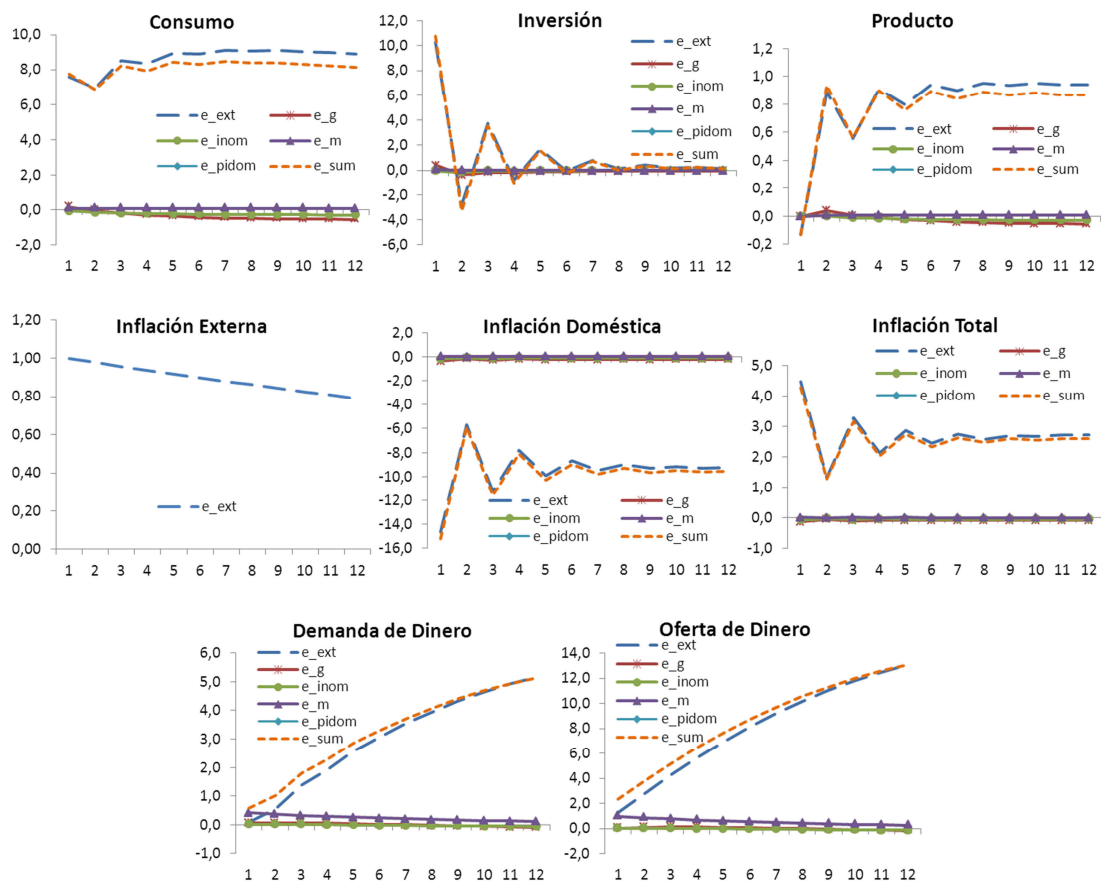 Consumo
10,0
8,0
6,0
4,0
2,0
0,0
-2,0
e_ext
e_g
e_inom
e_m
e_pidom
e_sum
1 2 3 4 5 6 7 8 9 10 11 12
Inversión
12,0
10,0
8,0
6,0
4,0
2,0
0,0
-2,0
-4,0
-6,0
e_ext
e_g
e_inom
e_m
e_pidom
e_sum
1 2 3 4 5 6 7 8 9 10 11 12
Producto
1,2
1,0
0,8
0,6
0,4
0,2
0,0
-0,2
e_ext
e_g
e_inom
e_m
e_pidom
e_sum
1 2 3 4 5 6 7 8 9 10 11 12
Inflación Externa
1,20
1,00
0,80
0,60
0,40
0,20
0,00
e_ext
1 2 3 4 5 6 7 8 9 10 11 12
Inflación Doméstica
2,0
0,0
-2,0
-4,0
-6,0
-8,0
-10,0
-12,0
-14,0
-16,0
e_ext
e_g
e_inom
e_m
e_pidom
e_sum
1 2 3 4 5 6 7 8 9 10 11 12
Inflación Total
5,0
4,0
3,0
2,0
1,0
0,0
-1,0
e_ext
e_g
e_inom
e_m
e_pidom
e_sum
1 2 3 4 5 6 7 8 9 10 11 12
Demanda de Dinero
6,0
5,0
4,0
3,0
2,0
1,0
0,0
-1,0
e_ext
e_g
e_inom
e_m
e_pidom
e_sum
1 2 3 4 5 6 7 8 9 10 11 12
Oferta de Dinero
14,0
12,0
10,0
8,0
6,0
4,0
2,0
0,0
-2,0
e_ext
e_g
e_inom
e_m
e_pidom
e_sum
1 2 3 4 5 6 7 8 9 10 11 12